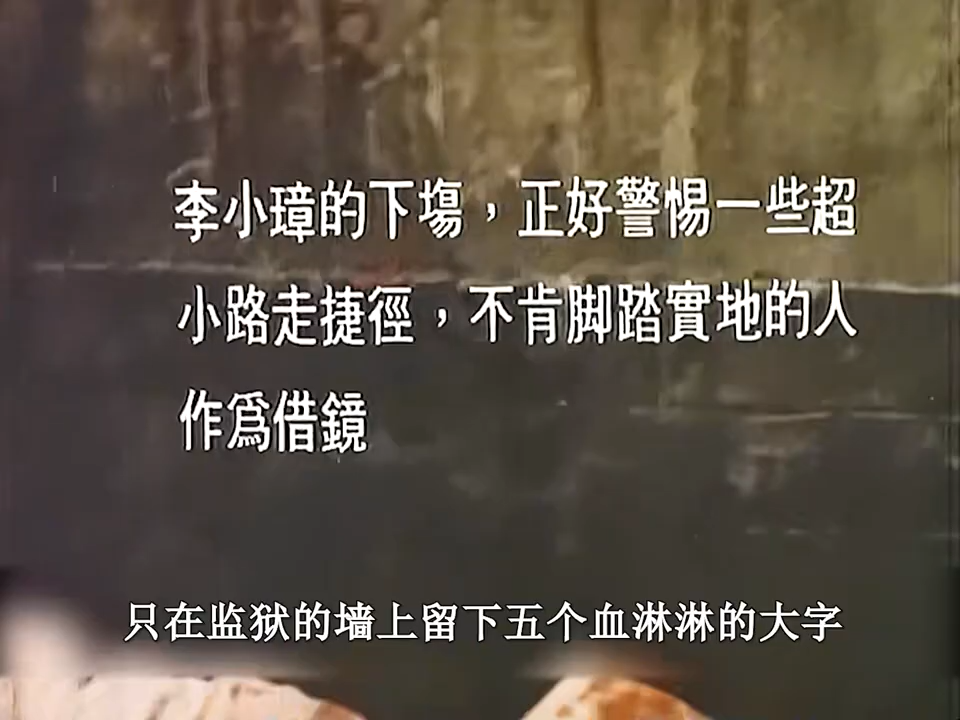 李小璋的下場，正好警惕一些超
小路走捷徑，不肯脚踏實地的人
作爲借鏡
只在监狱的墙上留下五个血淋淋的大字